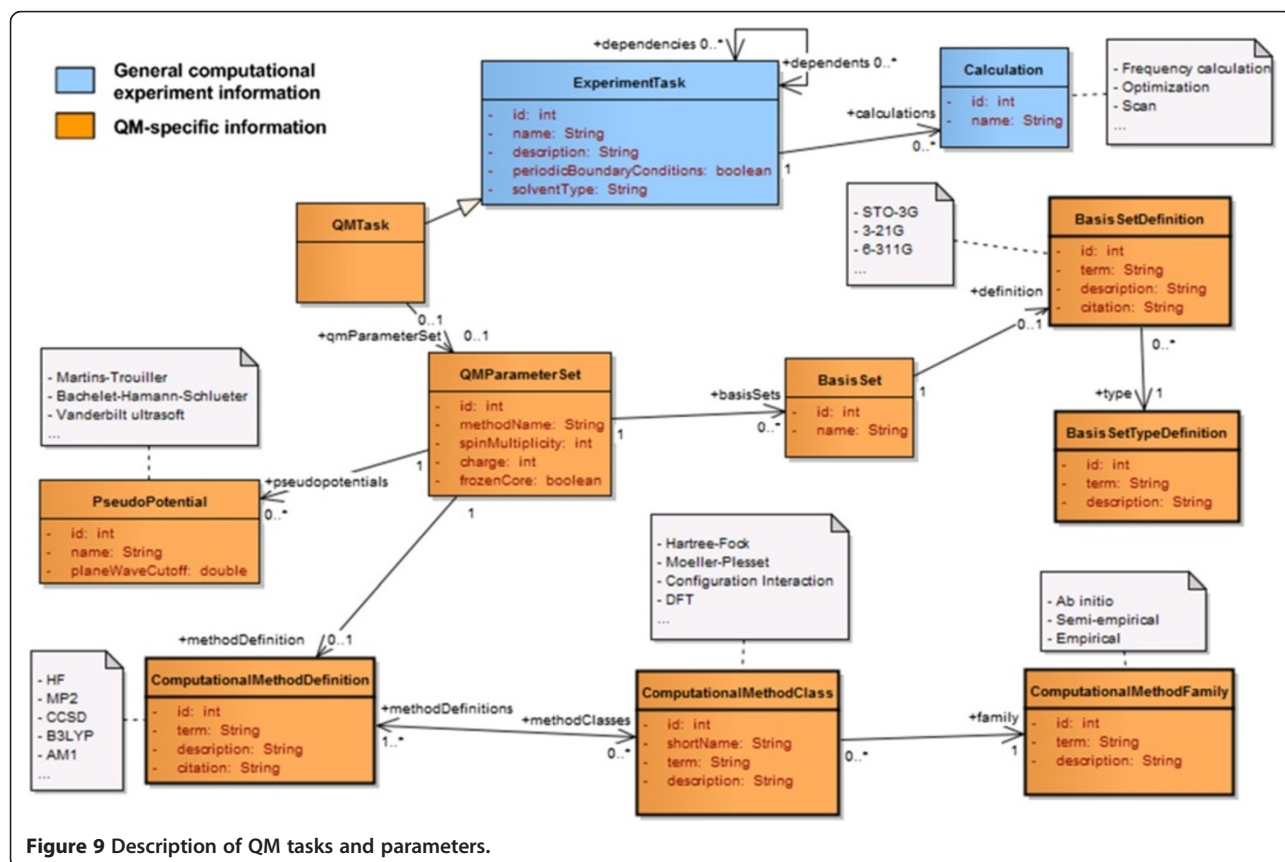 General computational
experiment information
QM-specific information
+dependencies 0..*
+dependents 0..*
ExperimentTask
- id: int
- name: String
- description: String
- periodicBoundaryConditions: boolean
- solventType: String
+calculations
1
0..*
Calculation
- id: int
- name: String
- Frequency calculation
- Optimization
- Scan
...
QMTask
0..1
+qmParameterSet
0..1
- STO-3G
- 3-21G
- 6-311G
...
BasisSetDefinition
- id: int
- term: String
- description: String
- citation: String
+definition
0..1
1
0..*
+type
1
BasisSetTypeDefinition
- id: int
- term: String
- description: String
QMParameterSet
- id: int
- methodName: String
- spinMultiplicity: int
- charge: int
- frozenCore: boolean
+basisSets
1
0..*
BasisSet
- id: int
- name: String
- Martins-Trouiller
- Bachelet-Hamann-Schlueter
- Vanderbilt ultrasoft
...
1
+pseudopotentials
0..*
PseudoPotential
- id: int
- name: String
- planeWaveCutoff: double
1
+methodDefinition
0..1
- HF
- MP2
- CCSD
- B3LYP
- AM1
...
ComputationalMethodDefinition
- id: int
- term: String
- description: String
- citation: String
+methodDefinitions
1..*
+methodClasses
0..*
- Hartree-Fock
- Moeller-Plesset
- Configuration Interaction
- DFT
...
ComputationalMethodClass
- id: int
- shortName: String
- term: String
- description: String
0..*
+family
1
- Ab initio
- Semi-empirical
- Empirical
ComputationalMethodFamily
- id: int
- term: String
- description: String
Figure 9 Description of QM tasks and parameters.